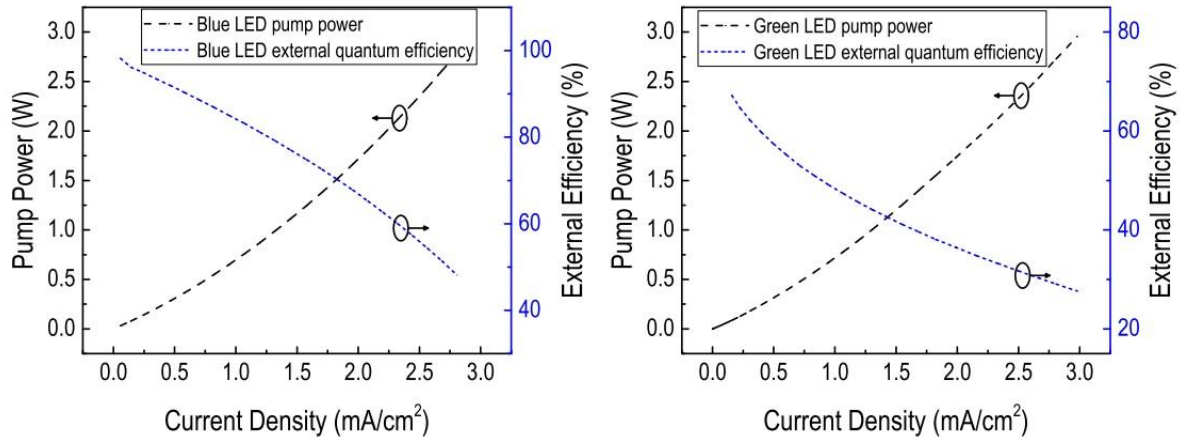 Blue LED pump power
Blue LED external quantum efficiency
Pump Power (W)
3.0
2.5
2.0
1.5
1.0
0.5
0.0
0.0 0.5 1.0 1.5 2.0 2.5 3.0
Current Density (mA/cm²)
100
80
60
40
External Efficiency (%)
Green LED pump power
Green LED external quantum efficiency
Pump Power (W)
3.0
2.5
2.0
1.5
1.0
0.5
0.0
0.0 0.5 1.0 1.5 2.0 2.5 3.0
Current Density (mA/cm²)
80
60
40
20
External Efficiency (%)